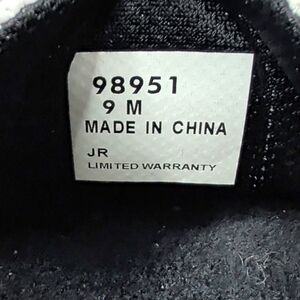 98951
9 M
MADE IN CHINA
JR
LIMITED WARRANTY